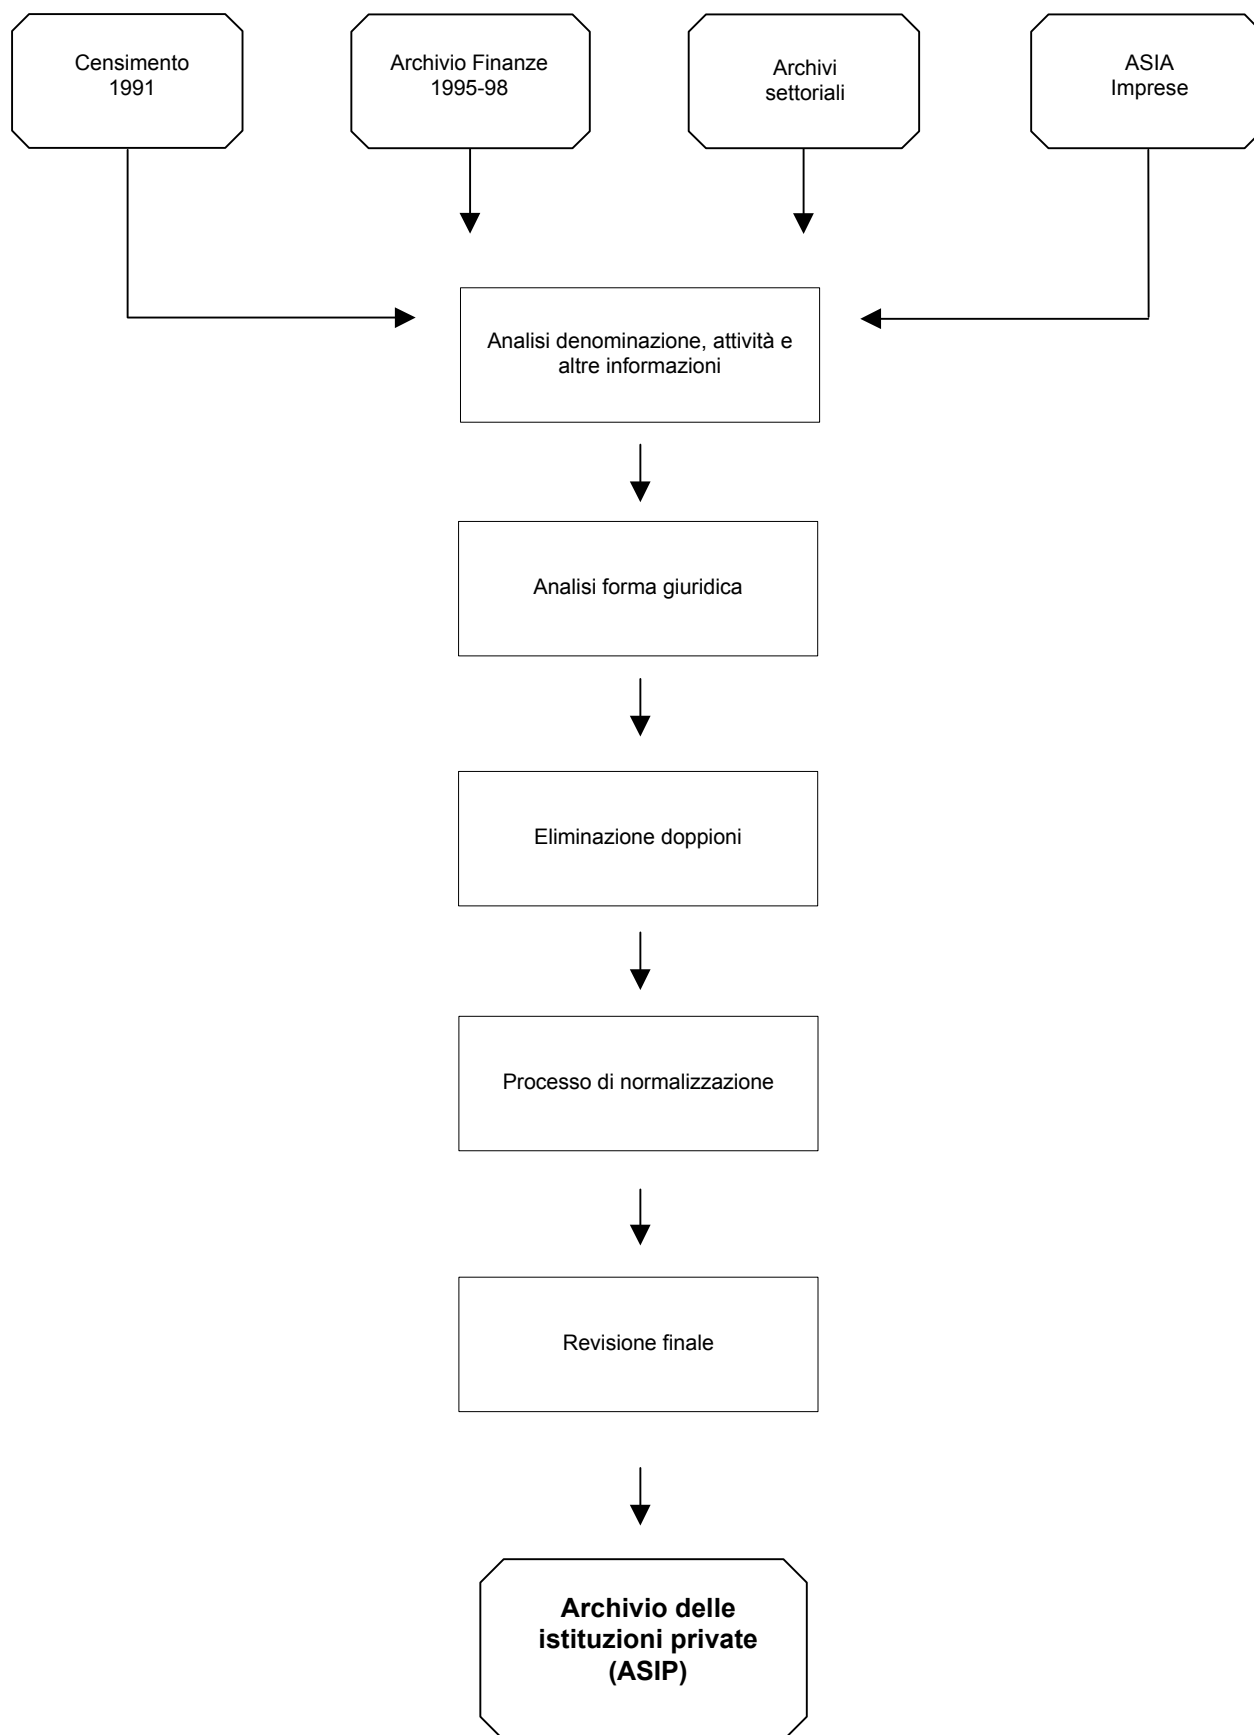 Censimento
1991
Archivio Finanze
1995-98
Archivi
settoriali
ASIA
Imprese
Analisi denominazione, attività e
altre informazioni
Analisi forma giuridica
Eliminazione doppioni
Processo di normalizzazione
Revisione finale
Archivio delle
istituzioni private
(ASIP)